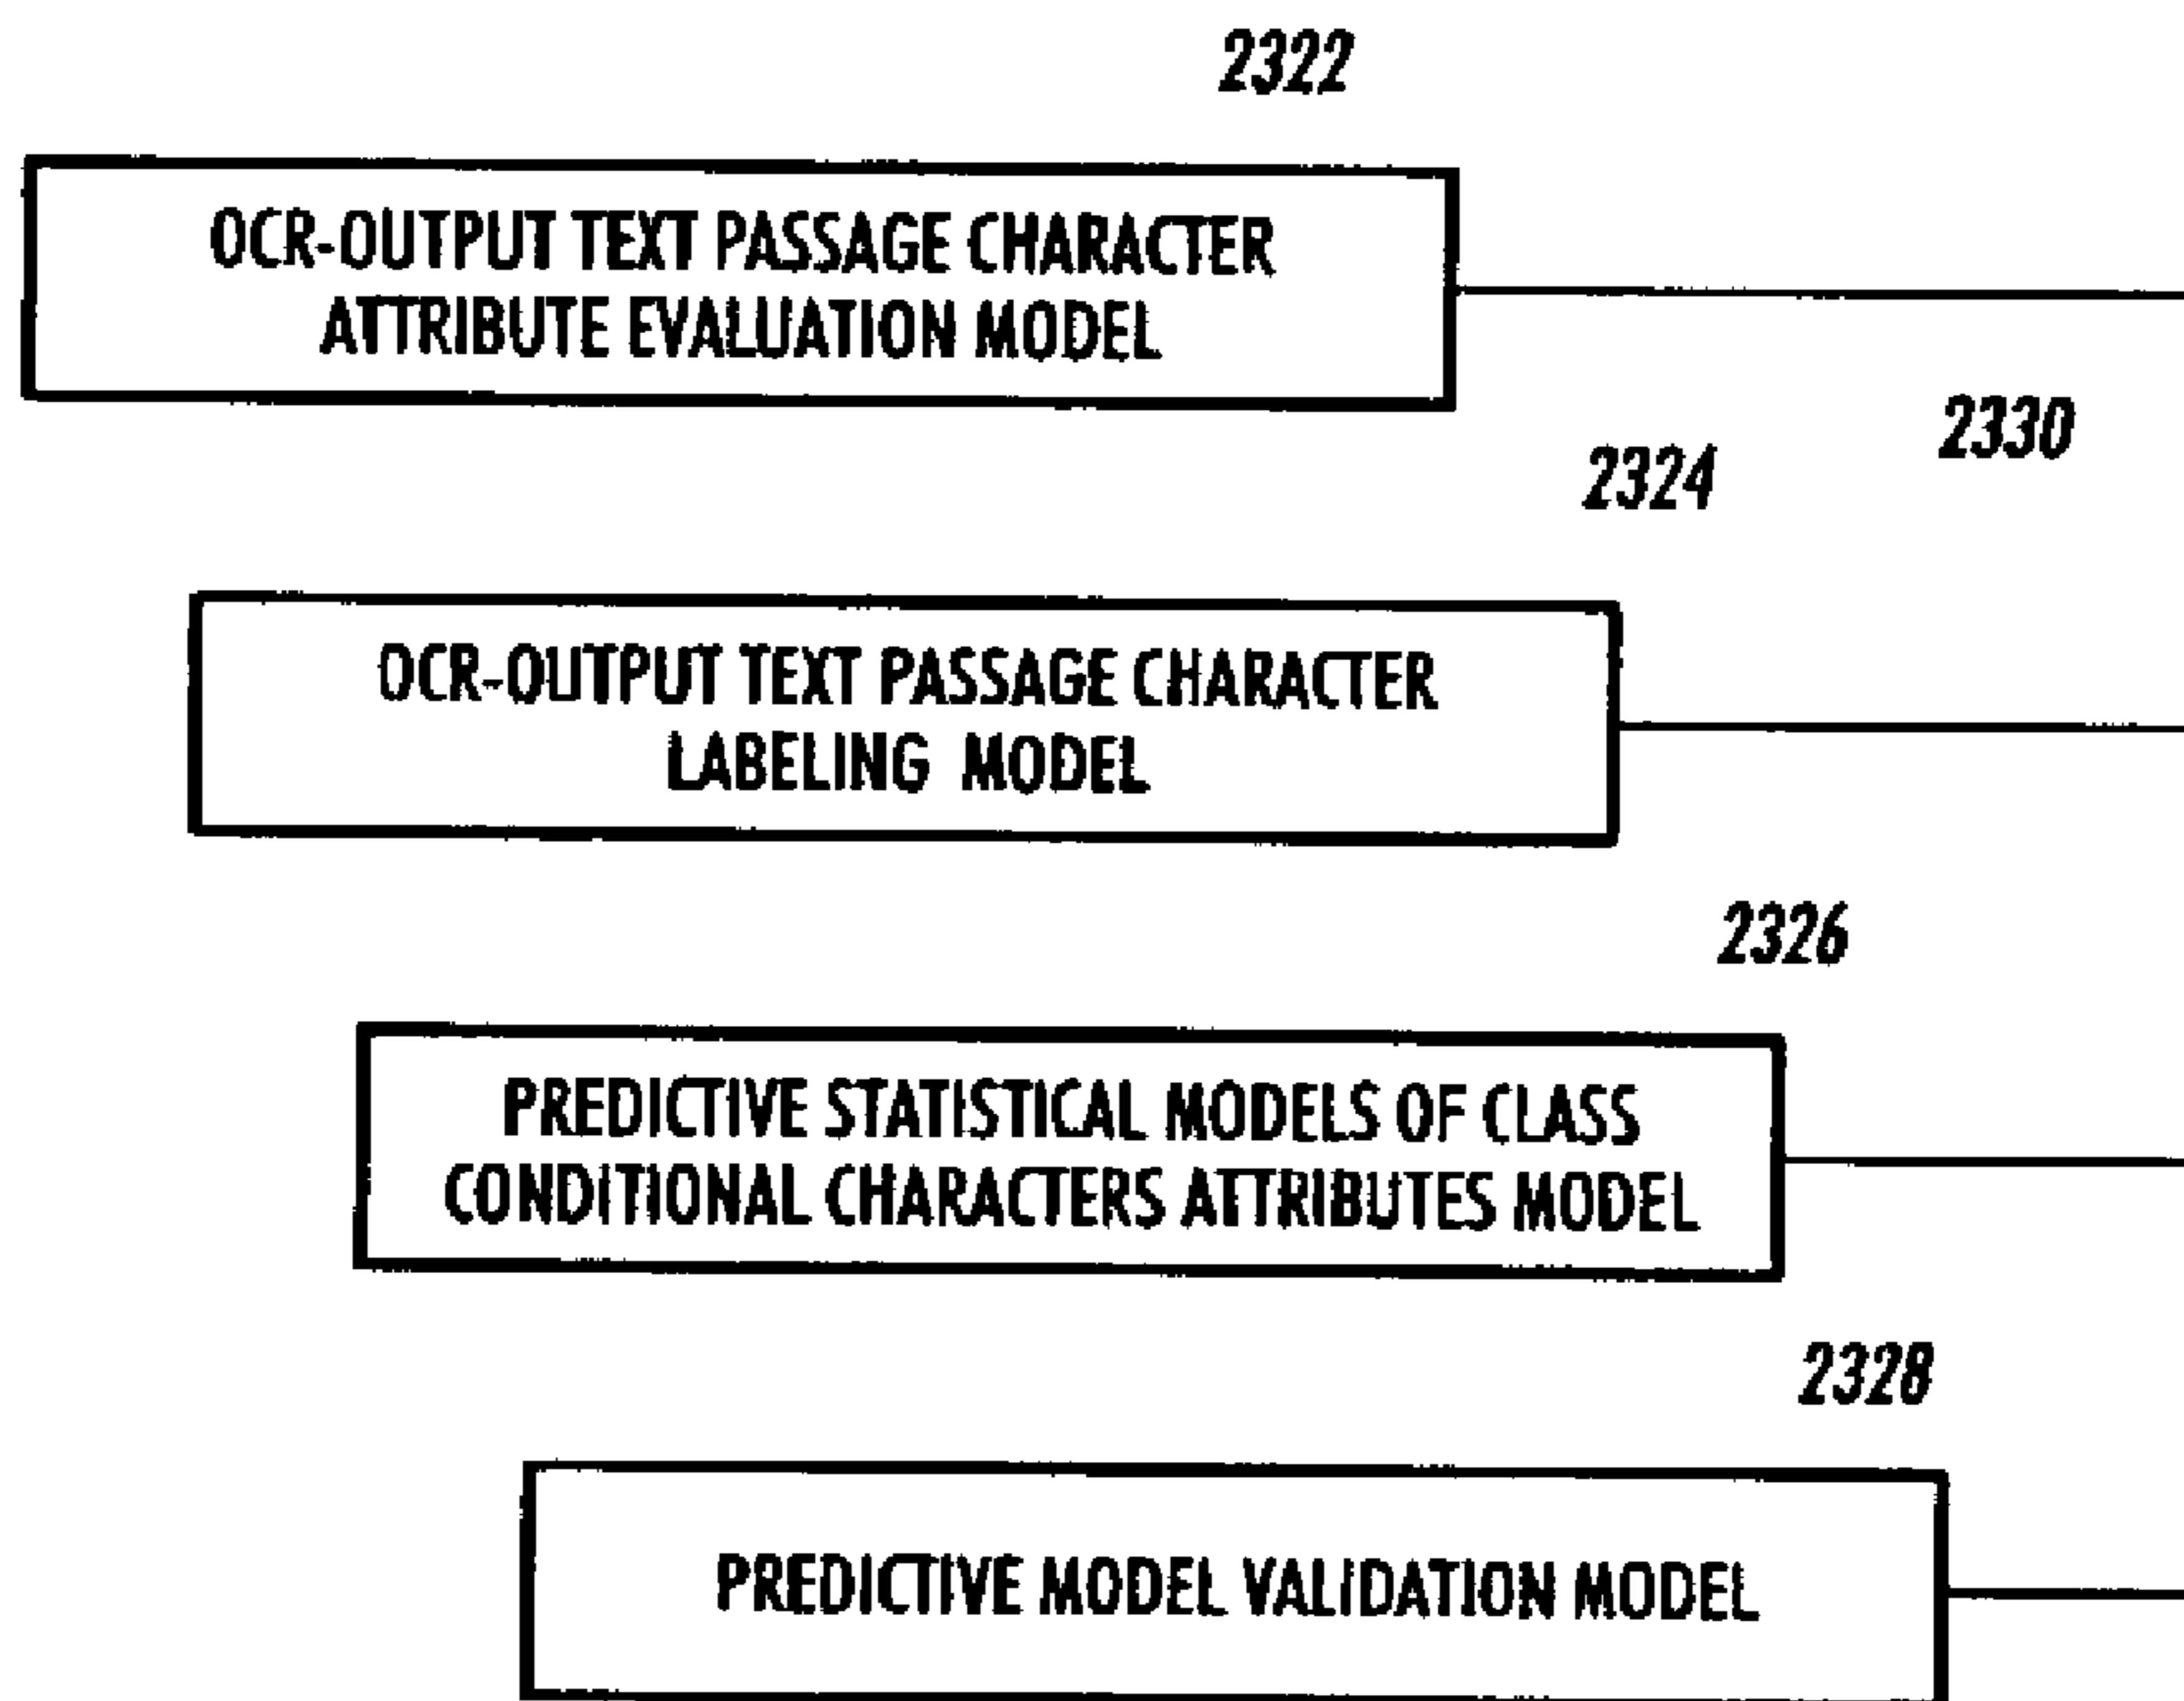 2322
OCR-OUTPUT TEXT PASSAGE CHARACTER
ATTRIBUTE EVALUATION MODEL
2330
2324
OCR-OUTPUT TEXT PASSAGE CHARACTER
LABELING MODEL
2326
PREDICTIVE STATISTICAL MODELS OF CLASS
CONDITIONAL CHARACTERS ATTRIBUTES MODEL
2328
PREDICTIVE MODEL VALIDATION MODEL